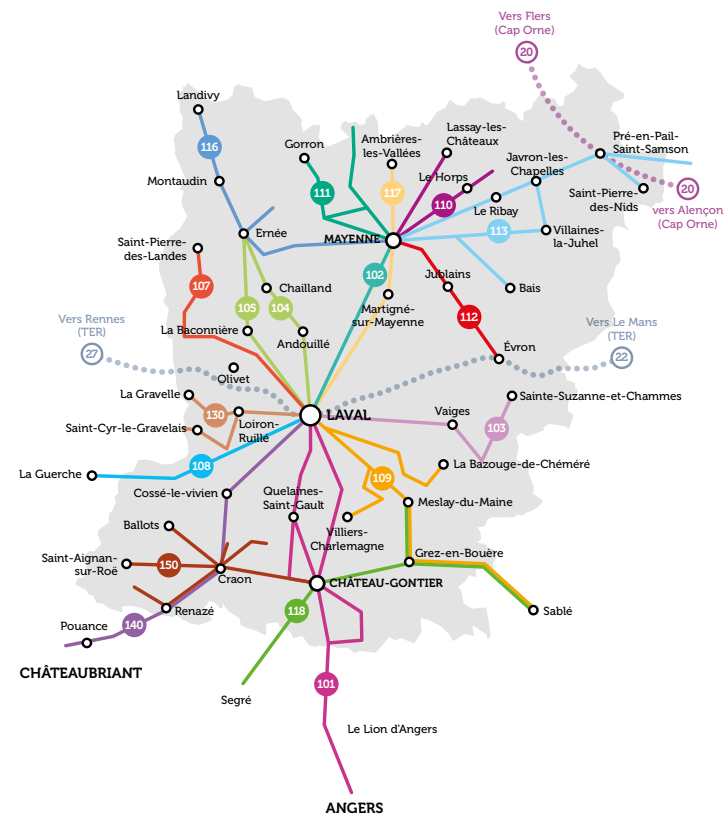 Vers Flers
(Cap Orne)
20
Landivy
116
Gorron
Ambrières-
les-Vallées
Lassay-les-
Châteaux
Pré-en-Pail-
Saint-Samson
Javron-les-
Chapelles
Montaudin
111
117
Le Horps
110
Le Ribay
Saint-Pierre-
des-Nids
20
vers Alençon
(Cap Orne)
Ernée
MAYENNE
113
Villaines-
la-Juhel
Saint-Pierre-
des-Landes
107
102
Jublains
Bais
Chailland
105
104
Martigné-
sur-Mayenne
112
Vers Rennes
(TER)
27
La Baconnière
Andouillé
Évron
Vers Le Mans
(TER)
22
Olivet
La Gravelle
130
Saint-Cyr-le-Gravelais
Loiron-
Ruillé
LAVAL
Vaiges
Sainte-Suzanne-et-Chammes
103
La Guerche
108
109
La Bazouge-de-Chéméré
Cossé-le-vivien
Quelaines-
Saint-Gault
Meslay-du-Maine
Ballots
Villiers-
Charlemagne
Saint-Aignan-
sur-Roë
150
Craon
Grez-en-Bouère
CHÂTEAU-GONTIER
Renazé
118
Sablé
Pouance
140
CHÂTEAUBRIANT
101
Segré
Le Lion d'Angers
ANGERS